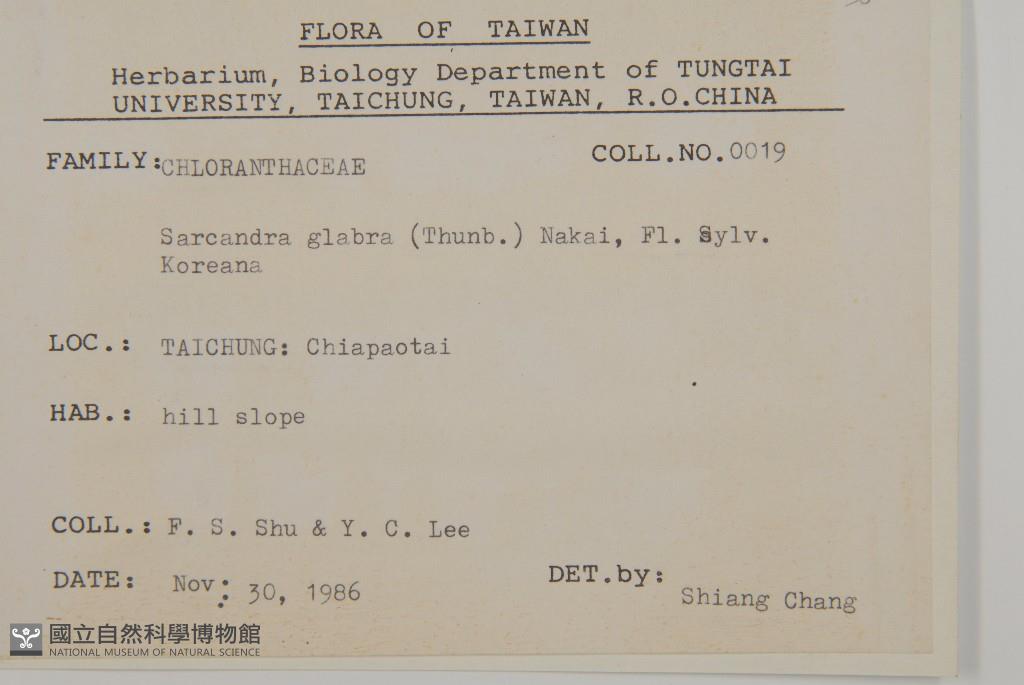 FLORA OF TAIWAN
Herbarium, Biology Department of TUNGTAI
UNIVERSITY, TAICHUNG, TAIWAN, R.O.CHINA
FAMILY: CHLORANTHACEAE COLL.NO. 0019
Sarcandra glabra (Thunb.) Nakai, Fl. Sylv.
Koreana
LOC.: TAICHUNG: Chiapaotai
HAB.: hill slope
COLL.: F. S. Shu & Y. C. Lee
DATE: Nov. 30, 1986 DET.by: Shiang Chang
國立自然科學博物館
NATIONAL MUSEUM OF NATURAL SCIENCE